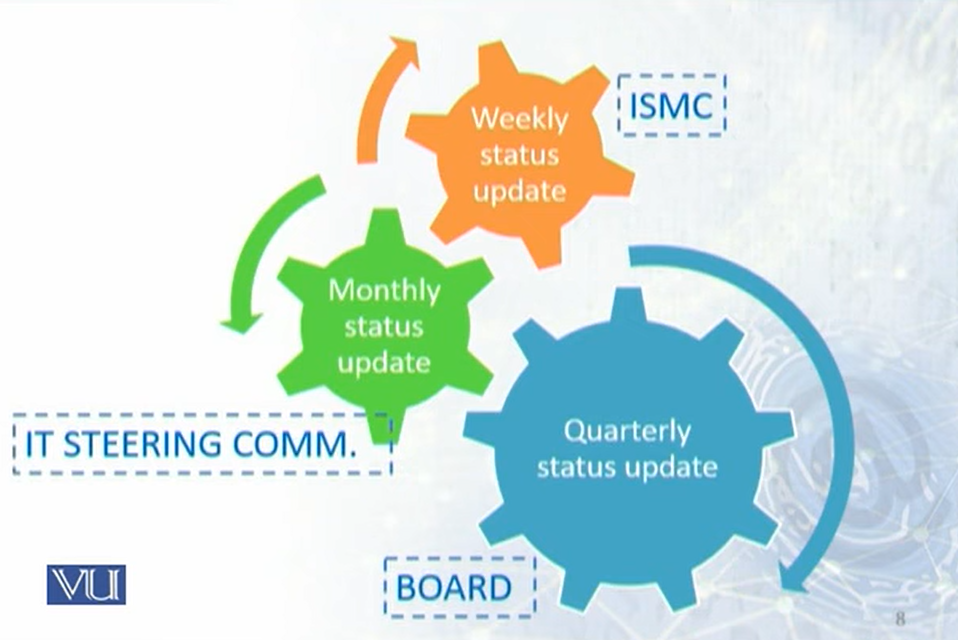 Weekly
status
update
ISMC
Monthly
status
update
IT STEERING COMM.
Quarterly
status update
BOARD
VU
8